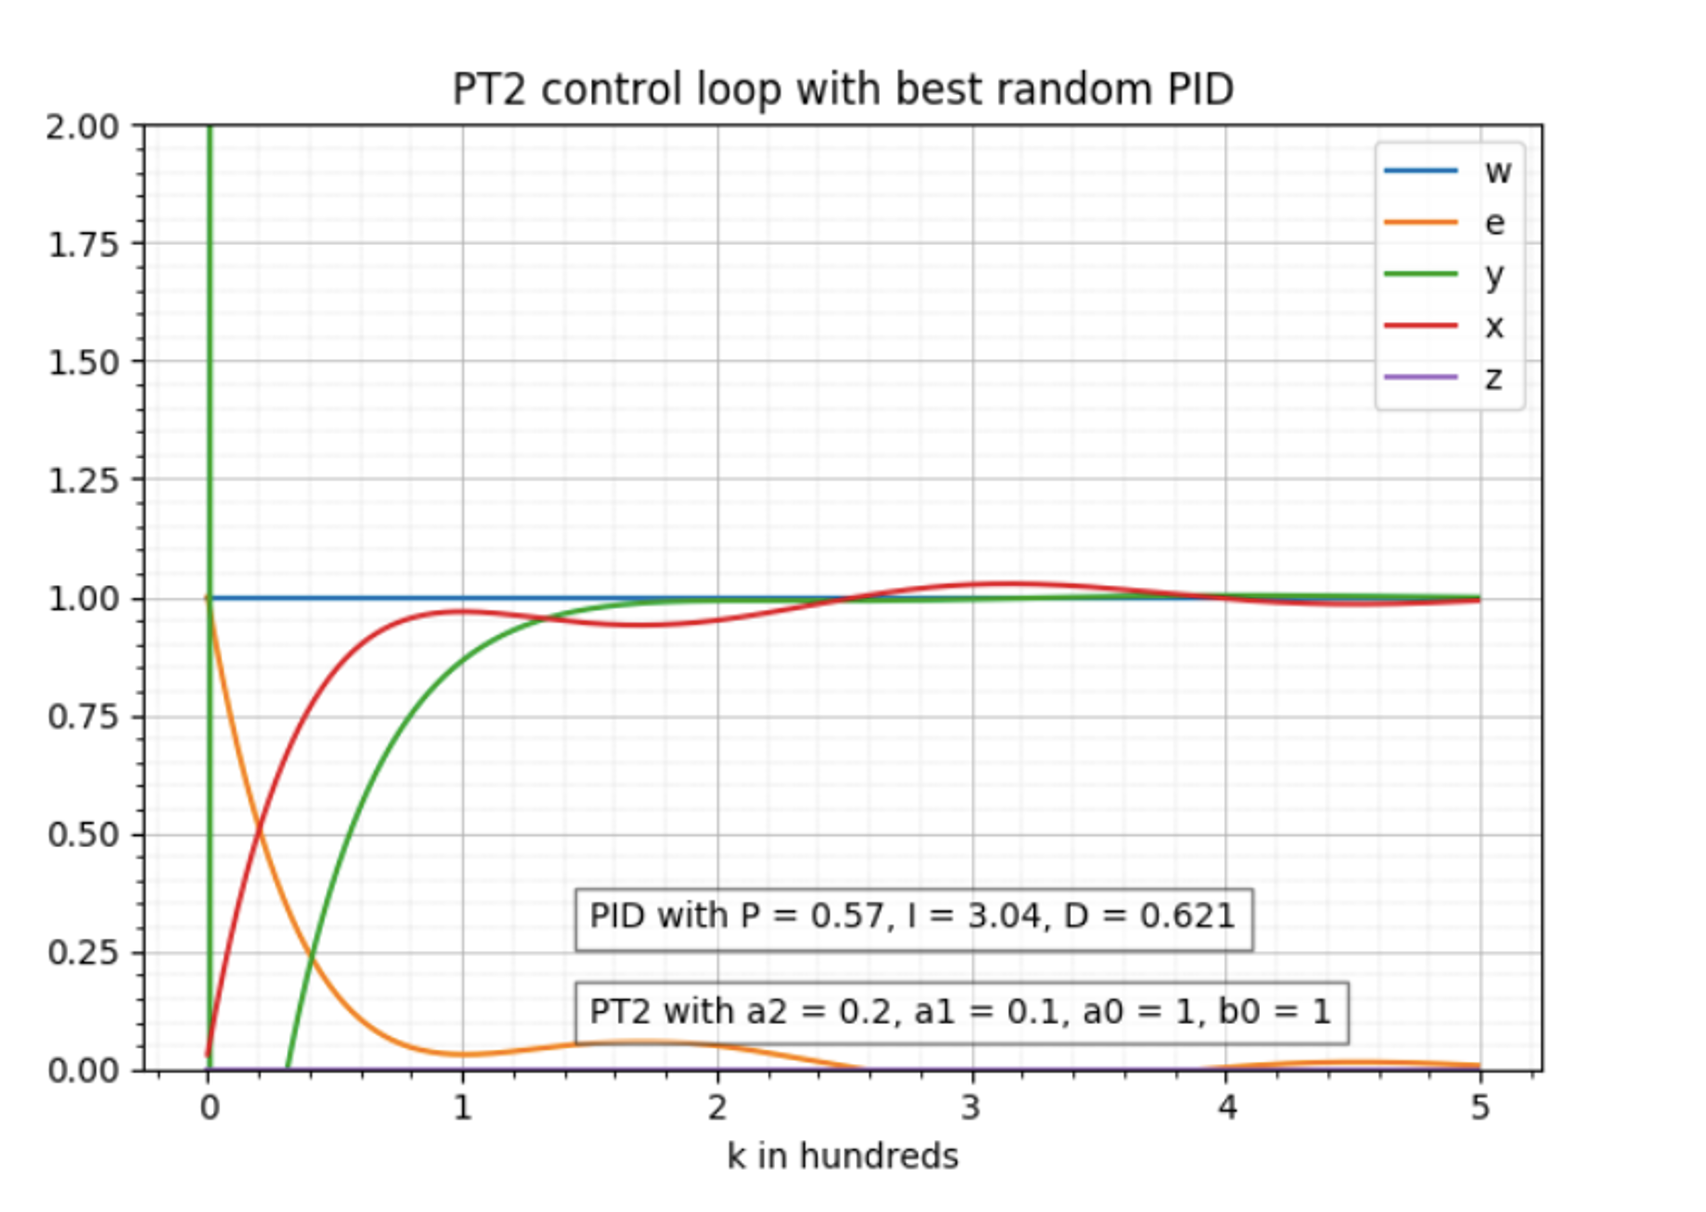 PT2 control loop with best random PID
2.00
1.75
1.50
1.25
1.00
0.75
0.50
0.25
0.00
w
e
y
x
z
PID with P = 0.57, I = 3.04, D = 0.621
PT2 with a2 = 0.2, a1 = 0.1, a0 = 1, b0 = 1
0 1 2 3 4 5
k in hundreds